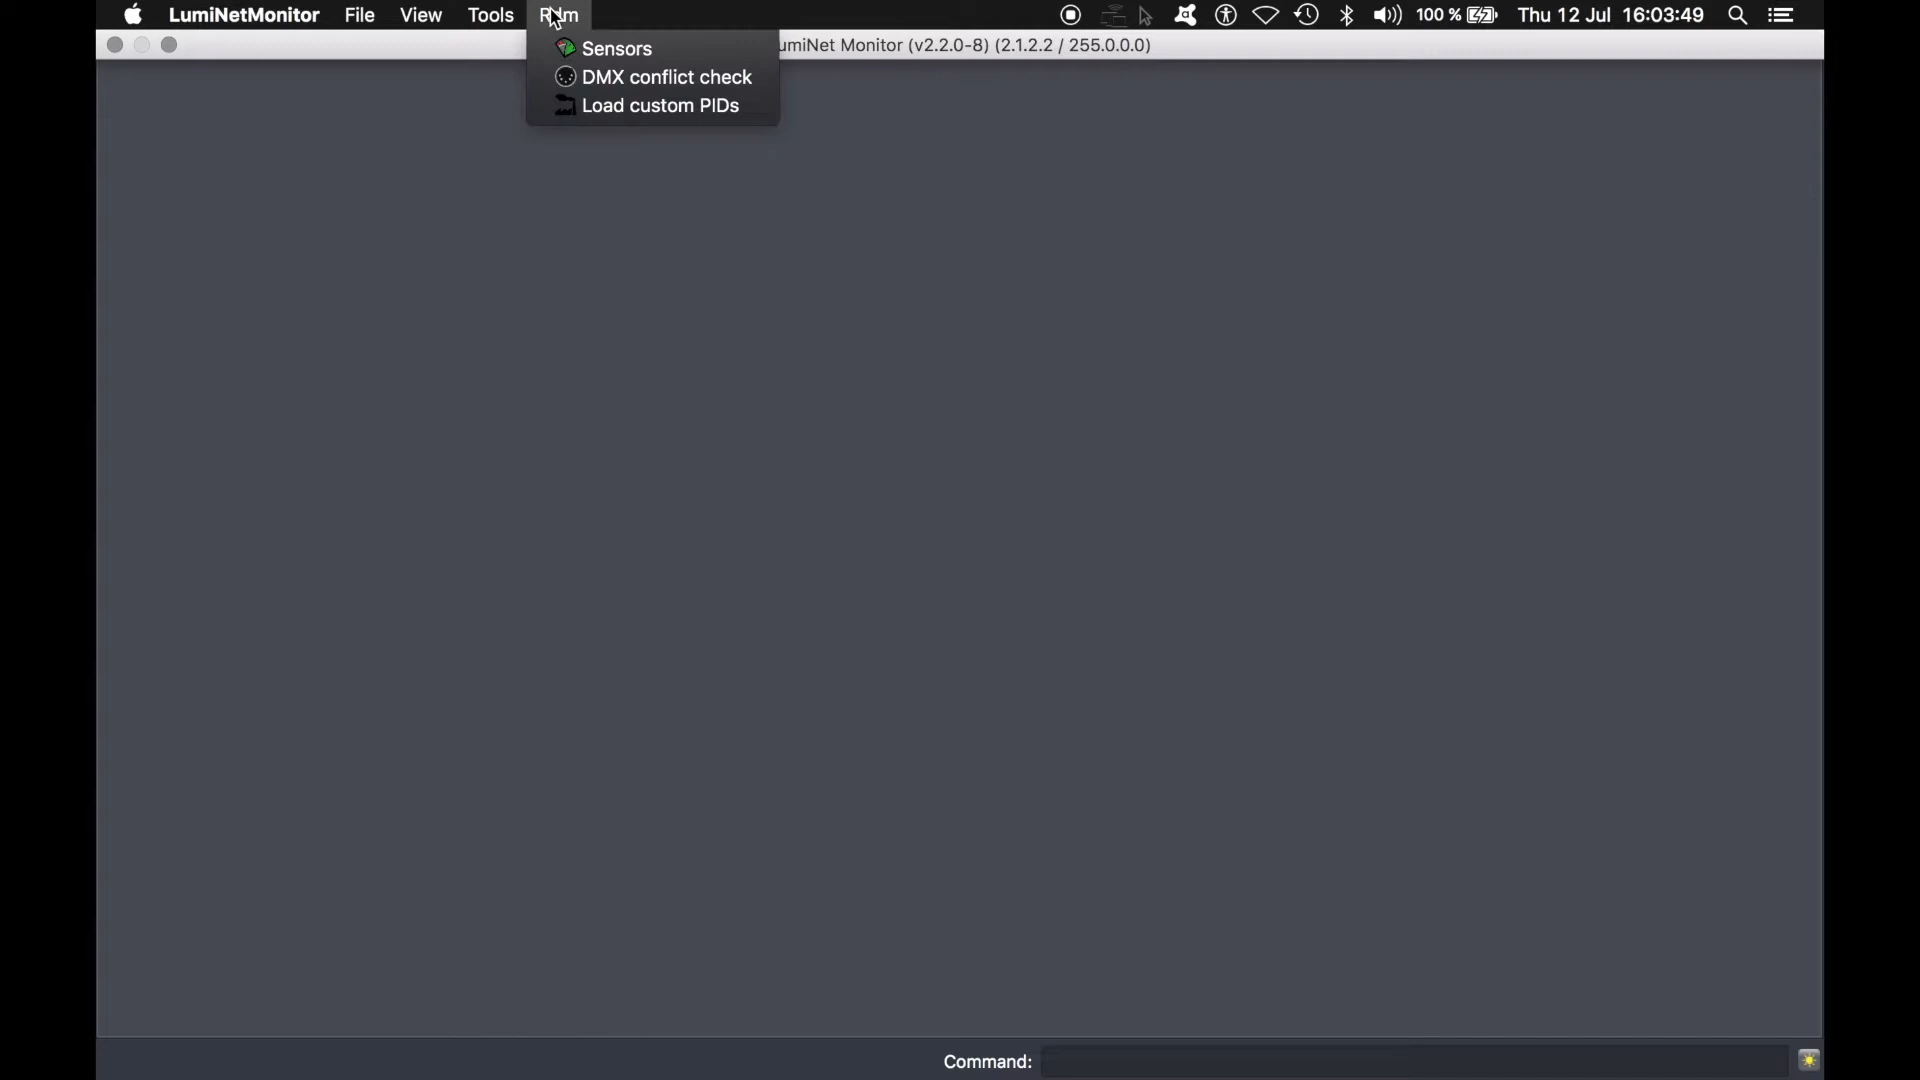 LumiNetMonitor File View Tools 100 % Thu 12 Jul 16:03:49
umiNet Monitor (v2.2.0-8) (2.1.2.2 / 255.0.0.0)
Sensors
DMX conflict check
Load custom PIDs
Command: